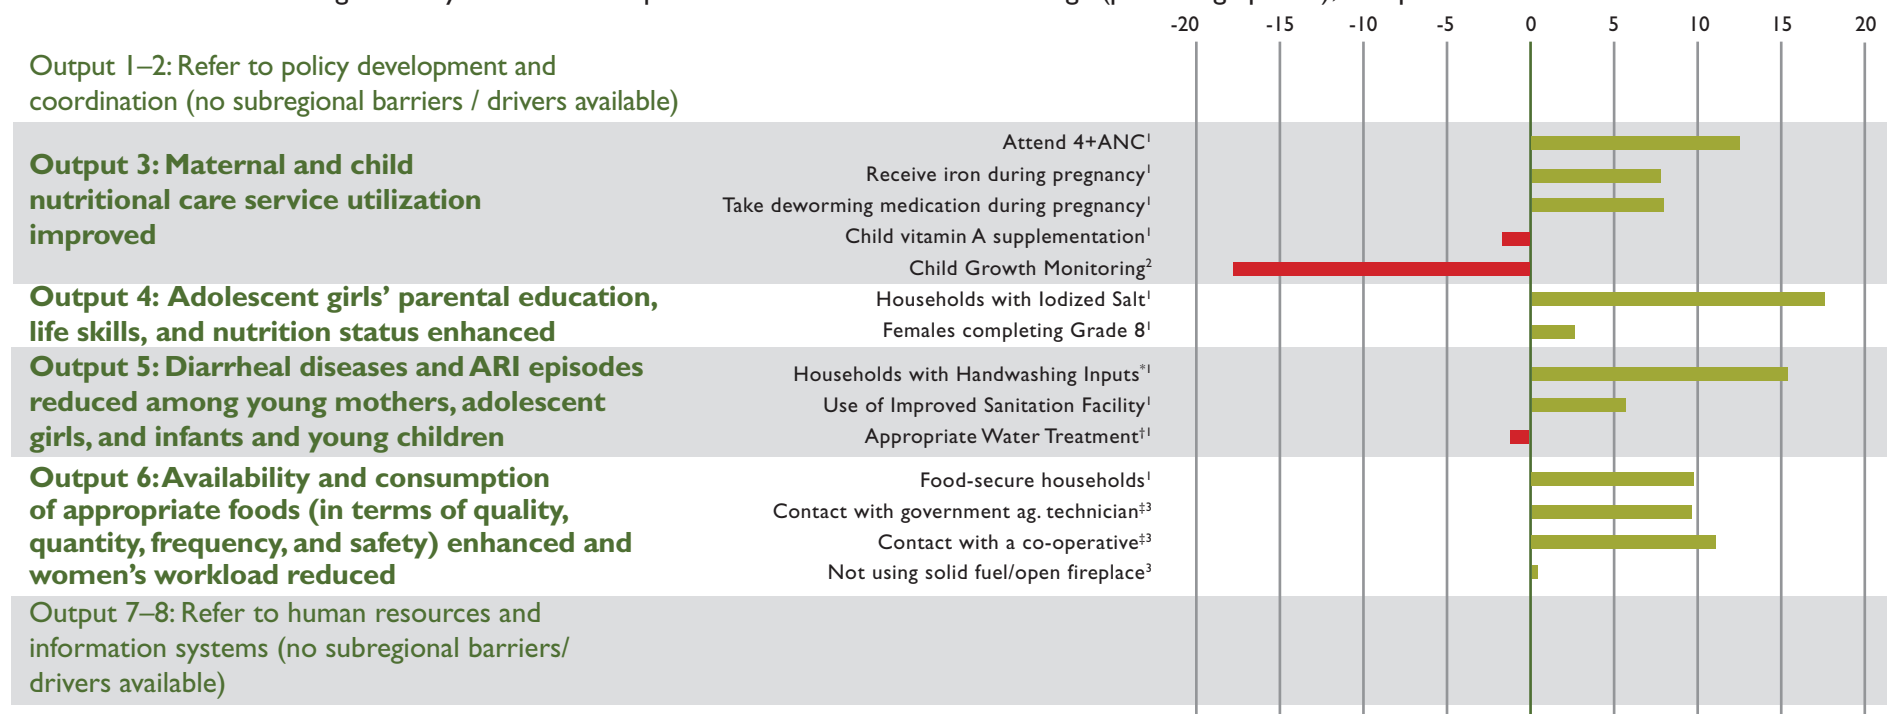 -20 -15 -10 -5 0 5 10 15 20
Output 1–2: Refer to policy development and
coordination (no subregional barriers / drivers available)
Output 3: Maternal and child
nutritional care service utilization
improved
Attend 4+ANC¹
Receive iron during pregnancy¹
Take deworming medication during pregnancy¹
Child vitamin A supplementation¹
Child Growth Monitoring²
Output 4: Adolescent girls’ parental education,
life skills, and nutrition status enhanced
Households with Iodized Salt¹
Females completing Grade 8¹
Output 5: Diarrheal diseases and ARI episodes
reduced among young mothers, adolescent
girls, and infants and young children
Households with Handwashing Inputs*¹
Use of Improved Sanitation Facility¹
Appropriate Water Treatment†¹
Output 6: Availability and consumption
of appropriate foods (in terms of quality,
quantity, frequency, and safety) enhanced and
women’s workload reduced
Food-secure households¹
Contact with government ag. technician‡³
Contact with a co-operative‡³
Not using solid fuel/open fireplace³
Output 7–8: Refer to human resources and
information systems (no subregional barriers/
drivers available)